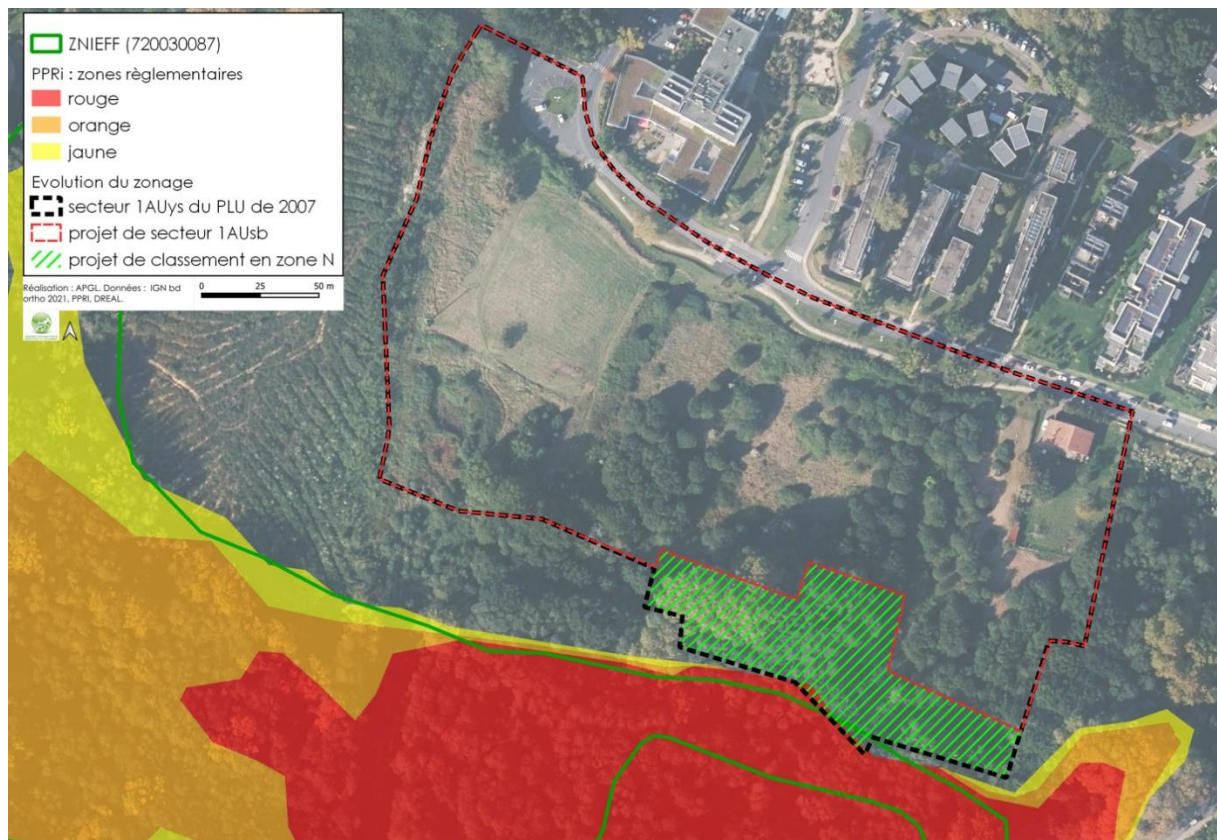 ZNIEFF (720030087)
PPRi : zones règlementaires
rouge
orange
jaune
Evolution du zonage
secteur 1AUys du PLU de 2007
projet de secteur 1AUsb
projet de classement en zone N
Réalisation : APGL. Données : IGN bd
ortho 2021, PPRI, DREAL.
0 25 50 m